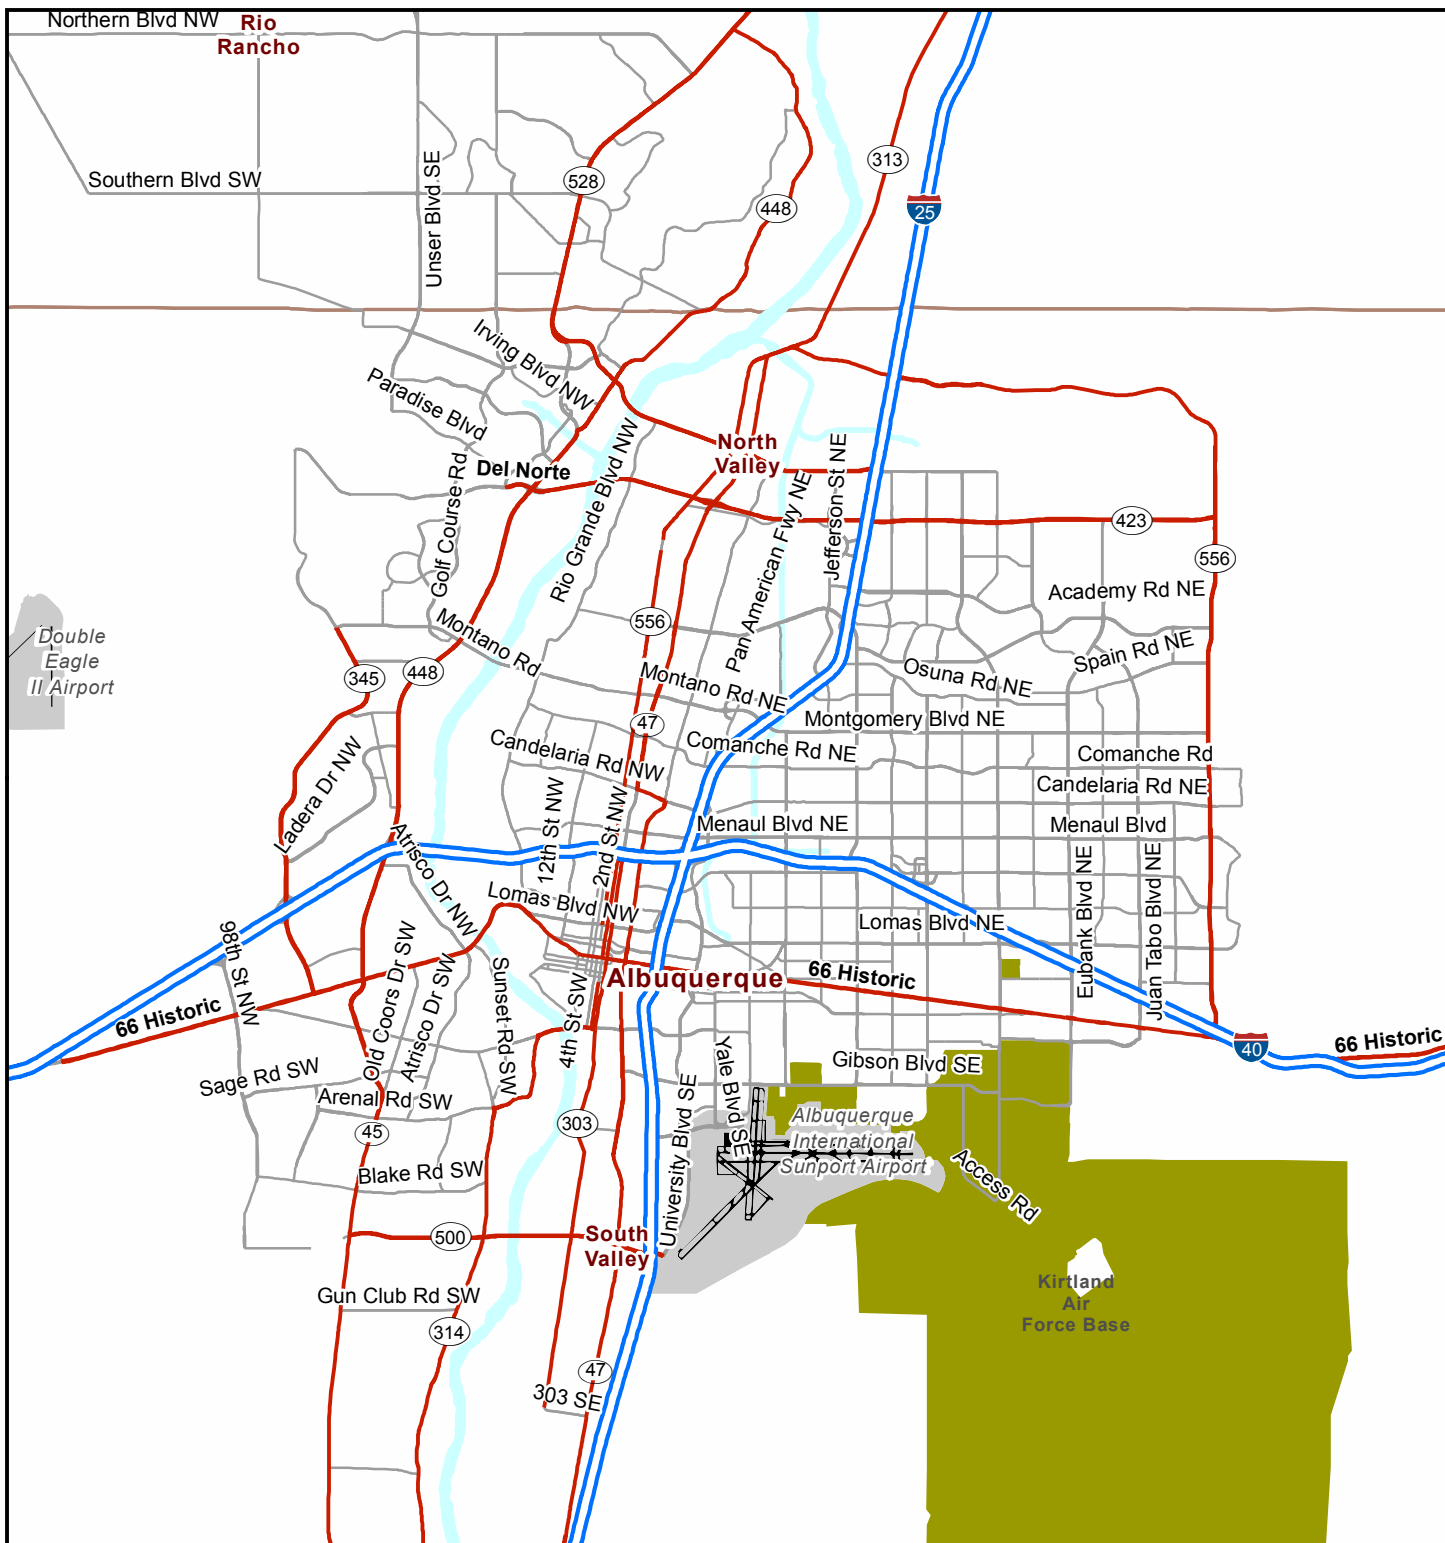 Northern Blvd NW
Rio
Rancho
Southern Blvd SW
Unser Blvd SE
528
448
313
25
Irving Blvd NW
Paradise Blvd
North
Valley
Del Norte
Golf Course Rd
Rio Grande Blvd NW
Pan American Fwy NE
Jefferson St NE
423
556
Academy Rd NE
Double
Eagle
II Airport
Montano Rd
556
Spain Rd NE
Osuna Rd NE
345
448
Montano Rd NE
47
Montgomery Blvd NE
Candelaria Rd NW
Comanche Rd NE
Comanche Rd
Candelaria Rd NE
Ladera Dr NW
Atrisco Dr NW
12th St NW
2nd St NW
Menaul Blvd NE
Menaul Blvd
Lomas Blvd NW
Lomas Blvd NE
Eubank Blvd NE
Juan Tabo Blvd NE
98th St NW
Old Coors Dr SW
Atrisco Dr SW
Sunset Rd SW
4th St SW
Albuquerque
66 Historic
66 Historic
66 Historic
40
Sage Rd SW
Arenal Rd SW
Gibson Blvd SE
Yale Blvd SE
University Blvd SE
45
303
Albuquerque
International
Sunport Airport
Blake Rd SW
Access Rd
500
South
Valley
Gun Club Rd SW
314
Kirtland
Air
Force Base
47
303 SE